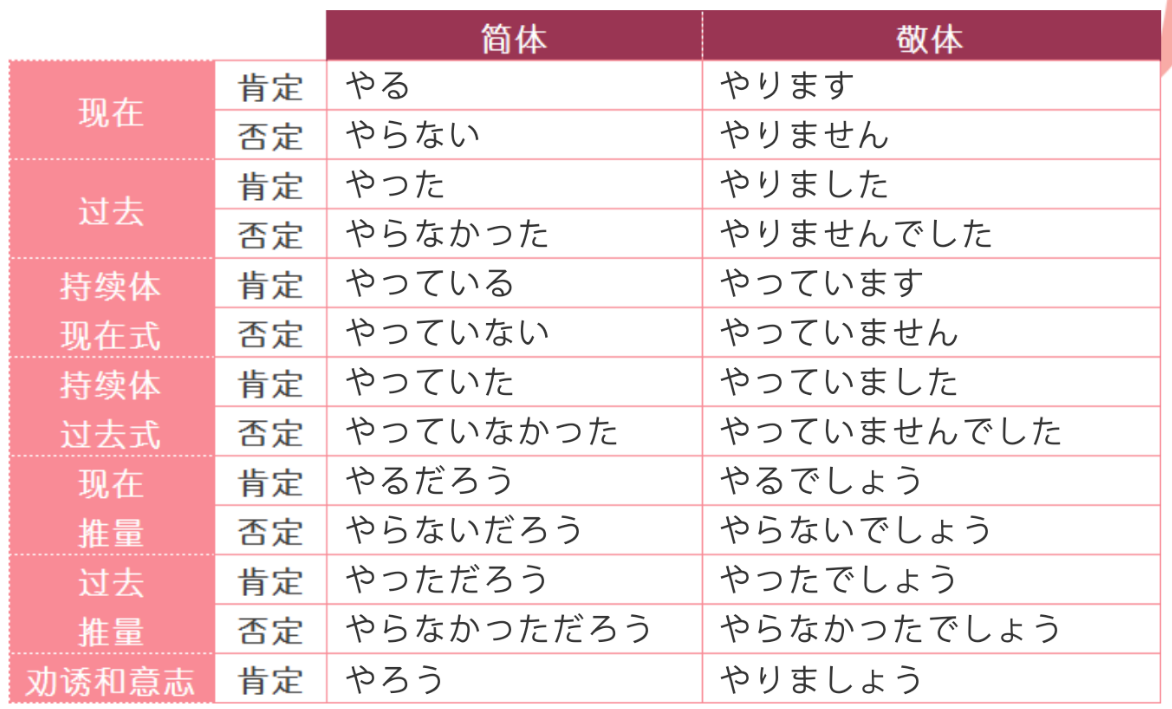 简体 敬体
现在 肯定 やる やります
否定 やらない やりません
过去 肯定 やった やりました
否定 やらなかった やりませんでした
持续体 肯定 やっている やっています
现在式 否定 やっていない やっていません
持续体 肯定 やっていた やっていました
过去式 否定 やっていなかった やっていませんでした
现在 肯定 やるだろう やるでしょう
推量 否定 やらないだろう やらないでしょう
过去 肯定 やっただろう やったでしょう
推量 否定 やらなかっただろう やらなかったでしょう
劝诱和意志 肯定 やろう やりましょう